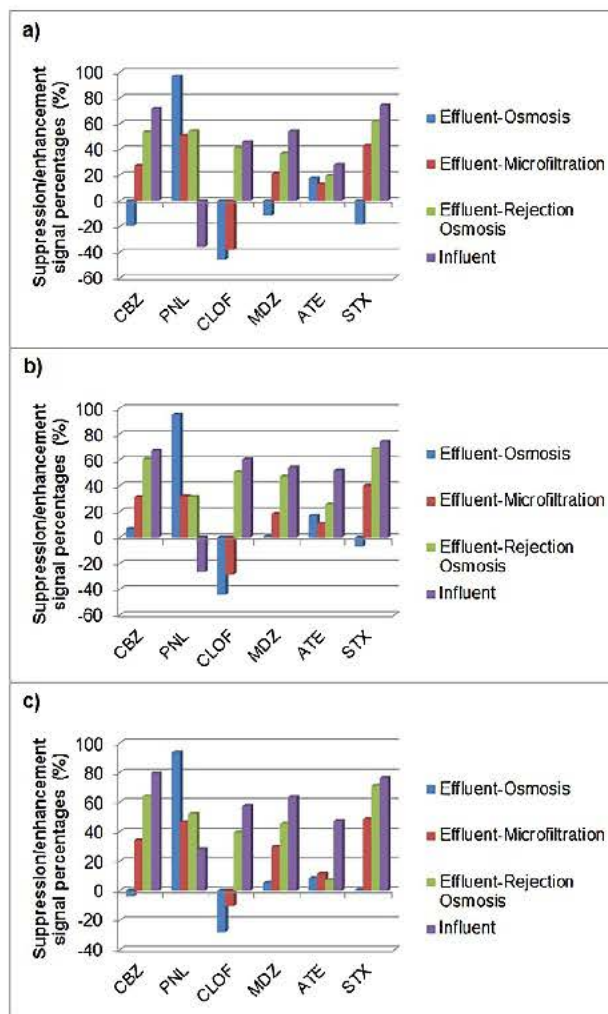 a)
Suppression/enhancement
signal percentages (%)
100
80
60
40
20
0
-20
-40
-60
CBZ
PNL
CLOF
MDZ
ATE
STX
Effluent-Osmosis
Effluent-Microfiltration
Effluent-Rejection
Osmosis
Influent
b)
Suppression/enhancement
signal percentages (%)
100
80
60
40
20
0
-20
-40
-60
CBZ
PNL
CLOF
MDZ
ATE
STX
Effluent-Osmosis
Effluent-Microfiltration
Effluent-Rejection
Osmosis
Influent
c)
Suppression/enhancement
signal percentages (%)
100
80
60
40
20
0
-20
-40
CBZ
PNL
CLOF
MDZ
ATE
STX
Effluent-Osmosis
Effluent-Microfiltration
Effluent-Rejection
Osmosis
Influent